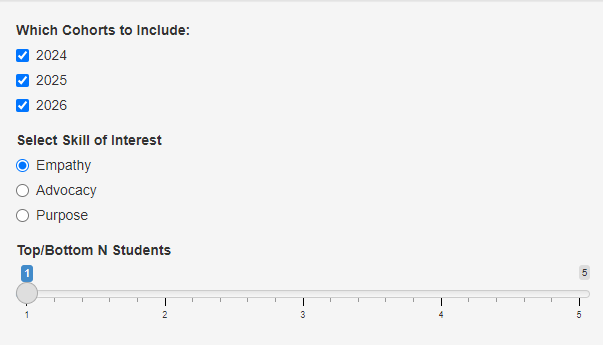 Which Cohorts to Include:
2024
2025
2026
Select Skill of Interest
Empathy
Advocacy
Purpose
Top/Bottom N Students
1 5
1 2 3 4 5